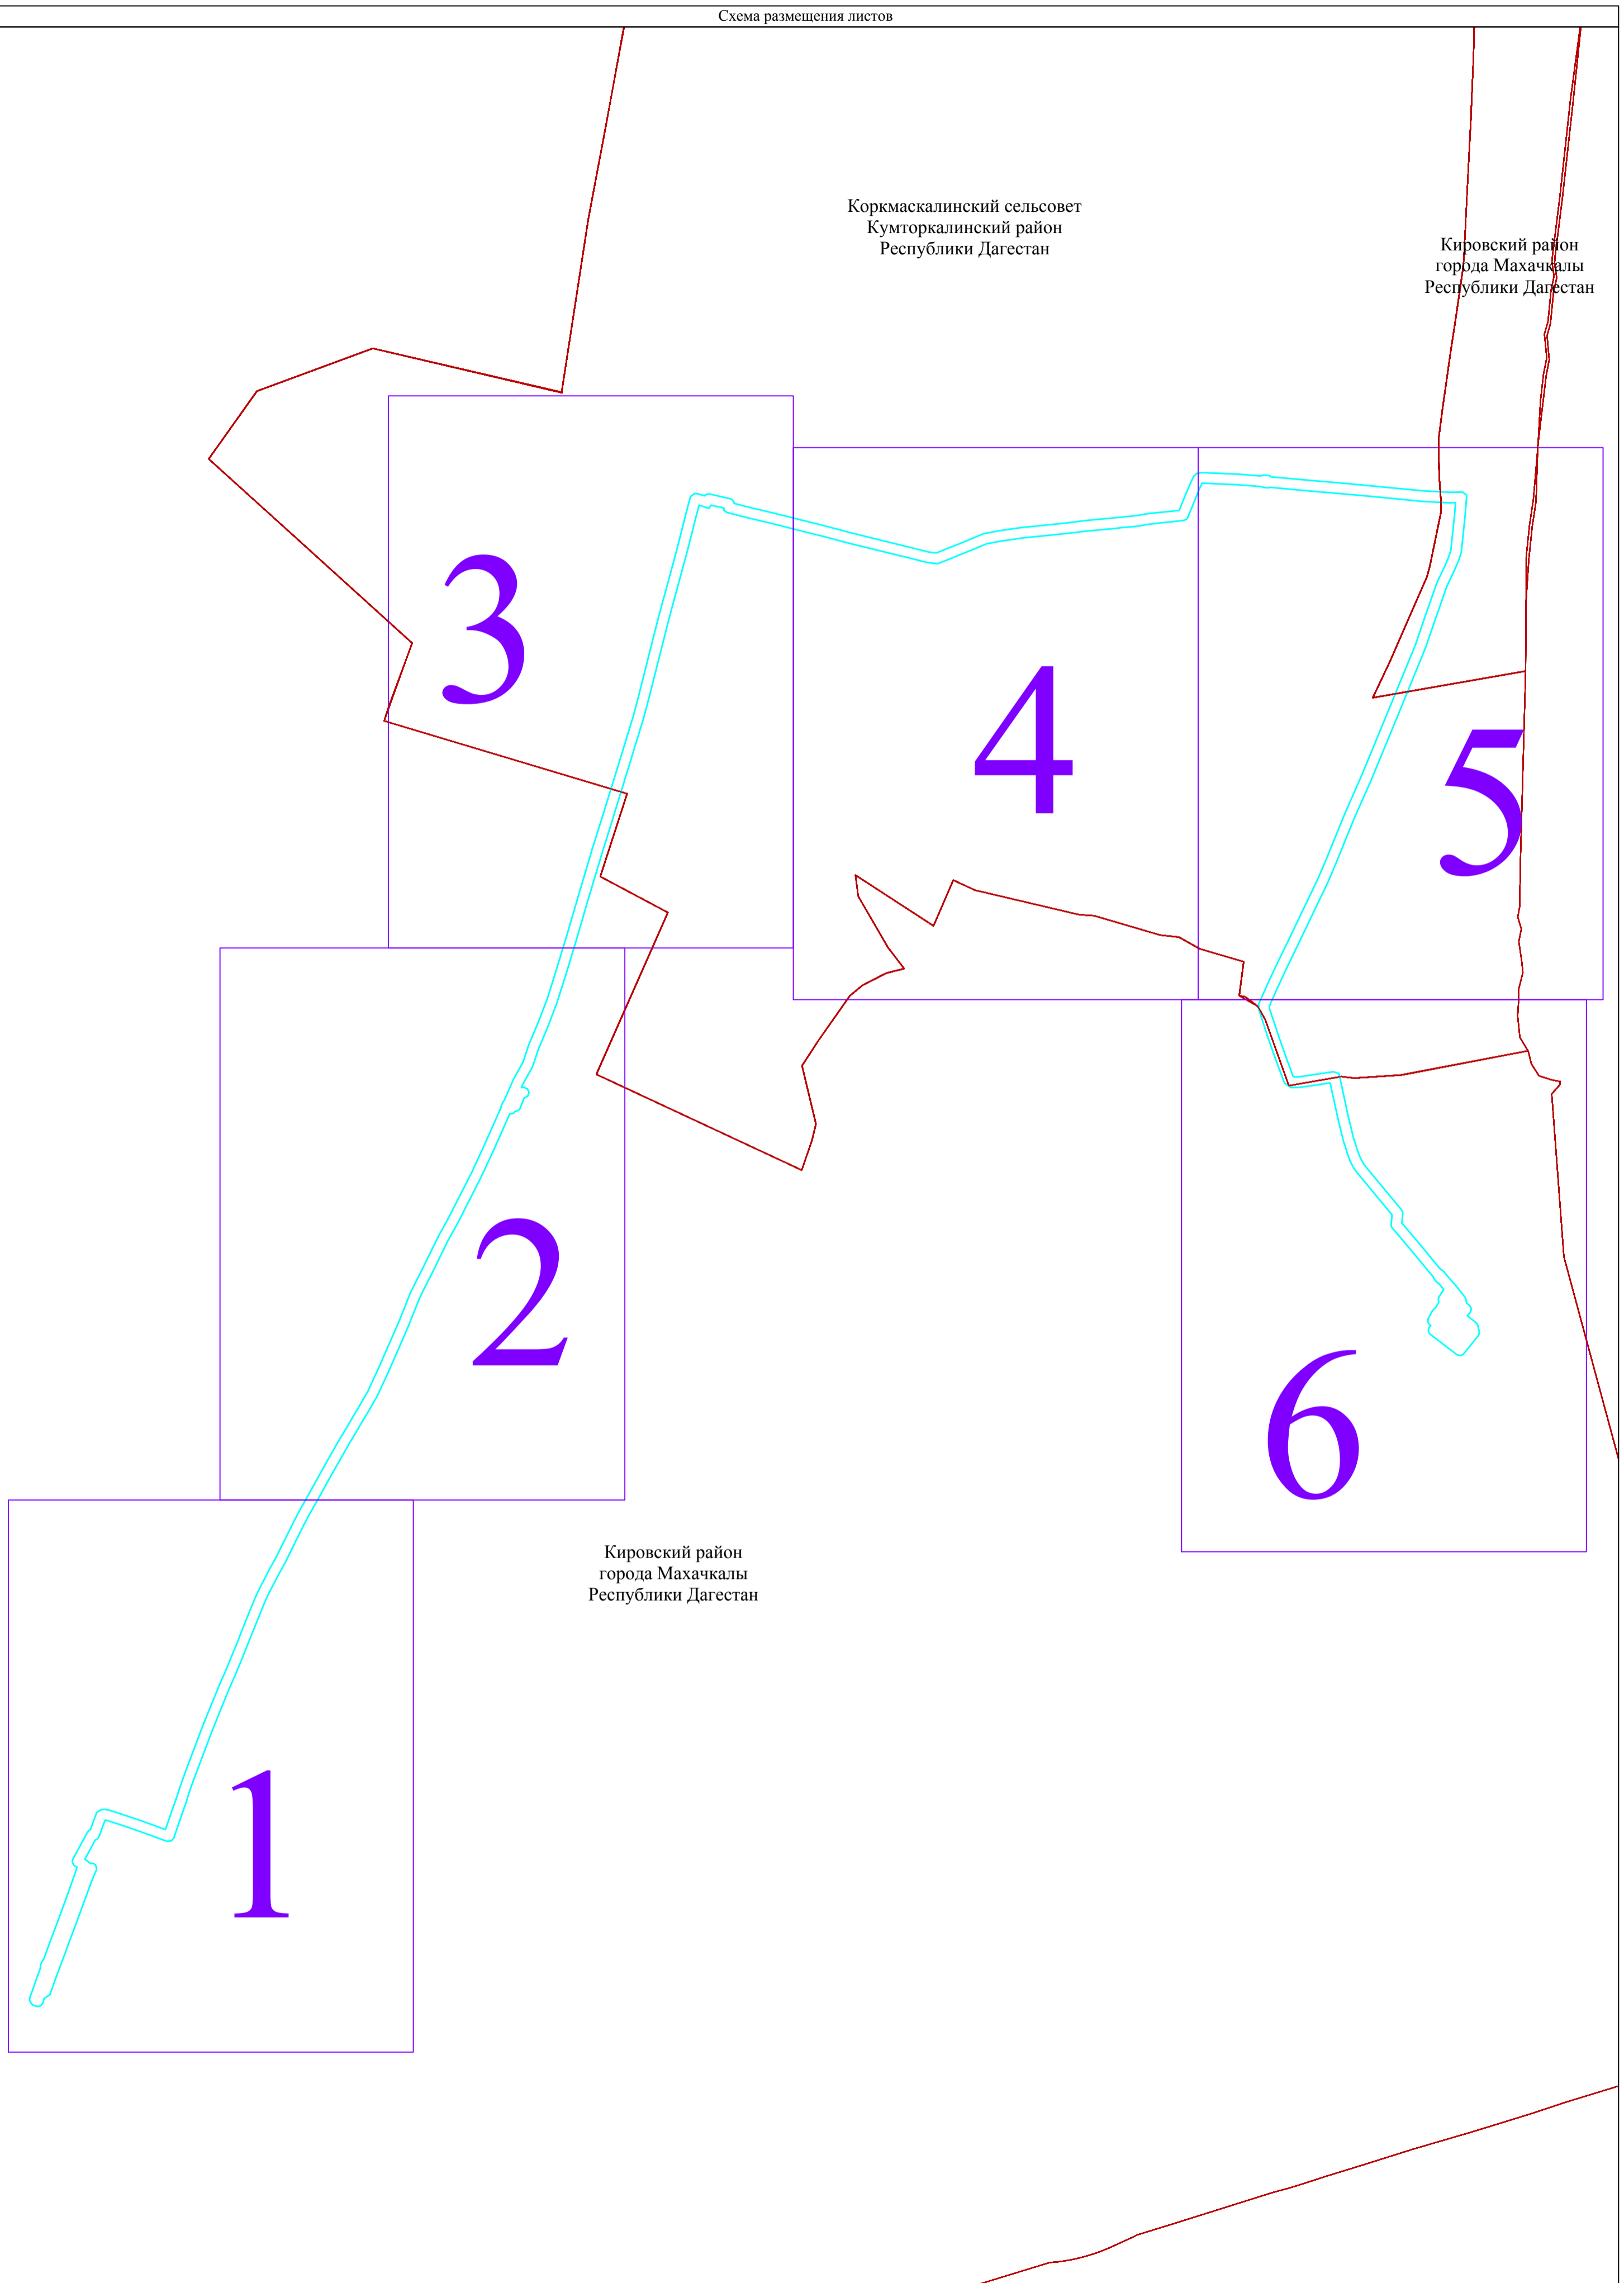 Схема размещения листов
Коркмаскалинский сельсовет
Кумторкалинский район
Республики Дагестан
Кировский район
города Махачкалы
Республики Дагестан
3
4
5
2
6
Кировский район
города Махачкалы
Республики Дагестан
1